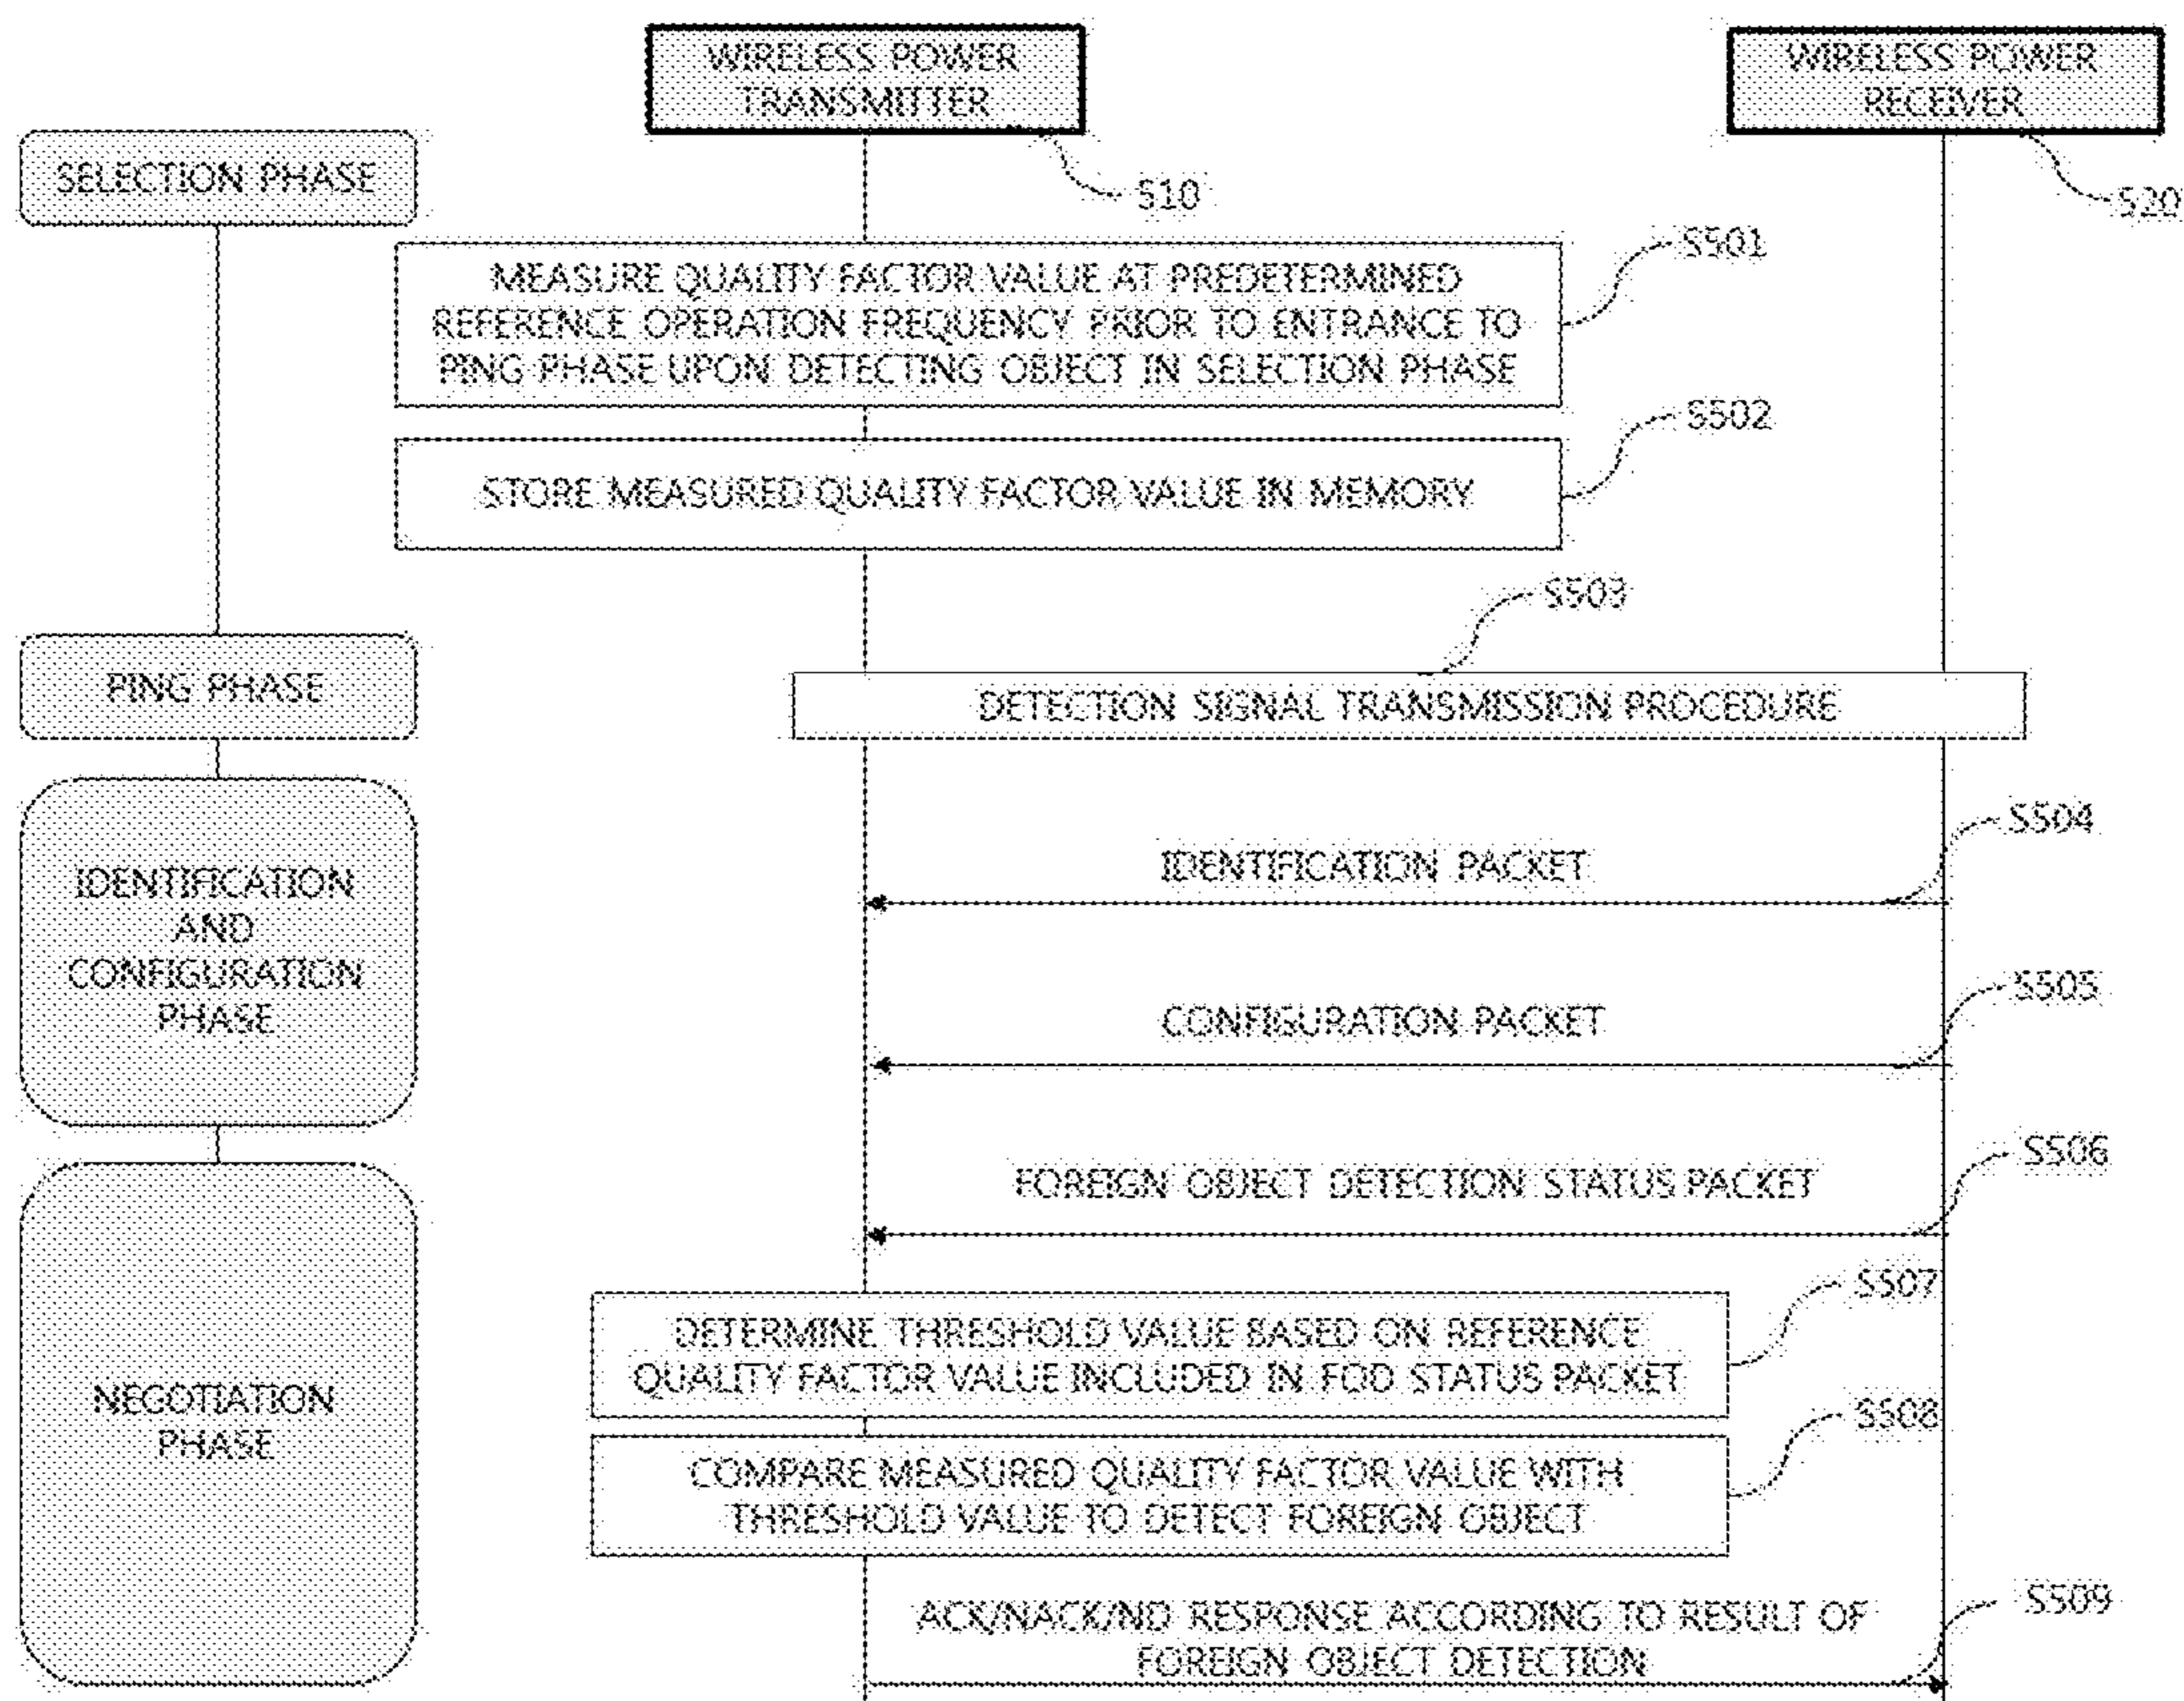 WIRELESS POWER
TRANSMITTER
WIRELESS POWER
RECEIVER
SELECTION PHASE
510
520
S501
MEASURE QUALITY FACTOR VALUE AT PREDETERMINED
REFERENCE OPERATION FREQUENCY PRIOR TO ENTRANCE TO
PING PHASE UPON DETECTING OBJECT IN SELECTION PHASE
S502
STORE MEASURED QUALITY FACTOR VALUE IN MEMORY
S503
PING PHASE
DETECTION SIGNAL TRANSMISSION PROCEDURE
S504
IDENTIFICATION PACKET
IDENTIFICATION
AND
CONFIGURATION
PHASE
S505
CONFIGURATION PACKET
S506
FOREIGN OBJECT DETECTION STATUS PACKET
S507
DETERMINE THRESHOLD VALUE BASED ON REFERENCE
QUALITY FACTOR VALUE INCLUDED IN FOD STATUS PACKET
NEGOTIATION
PHASE
S508
COMPARE MEASURED QUALITY FACTOR VALUE WITH
THRESHOLD VALUE TO DETECT FOREIGN OBJECT
S509
ACK/NACK/ND RESPONSE ACCORDING TO RESULT OF
FOREIGN OBJECT DETECTION